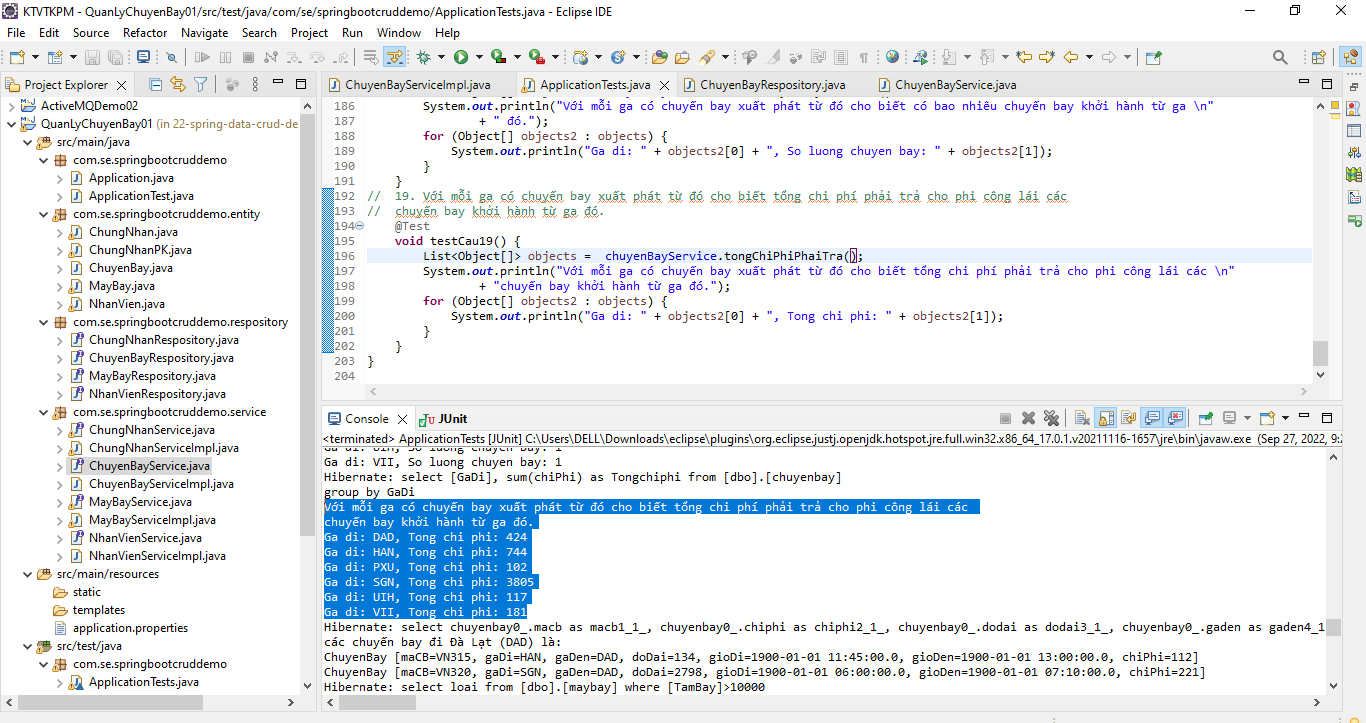 KTVTKPM - QuanLyChuyenBay01/src/test/java/com/se/springbootcruddemo/ApplicationTests.java - Eclipse IDE
File Edit Source Refactor Navigate Search Project Run Window Help
Project Explorer
ActiveMQDemo02
QuanLyChuyenBay01 (in 22-spring-data-crud-de
src/main/java
com.se.springbootcruddemo
Application.java
ApplicationTest.java
com.se.springbootcruddemo.entity
ChungNhan.java
ChungNhanPK.java
ChuyenBay.java
MayBay.java
NhanVien.java
com.se.springbootcruddemo.respository
ChungNhanRespository.java
ChuyenBayRespository.java
MayBayRespository.java
NhanVienRespository.java
com.se.springbootcruddemo.service
ChungNhanService.java
ChungNhanServiceImpl.java
ChuyenBayService.java
ChuyenBayServiceImpl.java
MayBayService.java
MayBayServiceImpl.java
NhanVienService.java
NhanVienServiceImpl.java
src/main/resources
static
templates
application.properties
src/test/java
com.se.springbootcruddemo
ApplicationTests.java
ChuyenBayServiceImpl.java ApplicationTests.java ChuyenBayRespository.java ChuyenBayService.java
186 System.out.println("Với mỗi ga có chuyến bay xuất phát từ đó cho biết có bao nhiêu chuyến bay khởi hành từ ga \n"
187 + " đó.");
188 for (Object[] objects2 : objects) {
189 System.out.println("Ga di: " + objects2[0] + ", So luong chuyen bay: " + objects2[1]);
190 }
191 }
192 // 19. Với mỗi ga có chuyến bay xuất phát từ đó cho biết tổng chi phí phải trả cho phi công lái các
193 // chuyến bay khởi hành từ ga đó.
194 @Test
195 void testCau19() {
196 List<Object[]> objects = chuyenBayService.tongChiPhiPhaiTra();
197 System.out.println("Với mỗi ga có chuyến bay xuất phát từ đó cho biết tổng chi phí phải trả cho phi công lái các \n"
198 + "chuyến bay khởi hành từ ga đó.");
199 for (Object[] objects2 : objects) {
200 System.out.println("Ga di: " + objects2[0] + ", Tong chi phi: " + objects2[1]);
201 }
202 }
203 }
204
Console JUnit
<terminated> ApplicationTests [JUnit] C:\Users\DELL\Downloads\eclipse\plugins\org.eclipse.justj.openjdk.hotspot.jre.full.win32.x86_64_17.0.1.v20211116-1657\jre\bin\javaw.exe (Sep 27, 2022, 9:2
Ga di: UIH, So luong chuyen bay: 1
Ga di: VII, So luong chuyen bay: 1
Hibernate: select [GaDi], sum(chiPhi) as Tongchiphi from [dbo].[chuyenbay]
group by GaDi
Với mỗi ga có chuyến bay xuất phát từ đó cho biết tổng chi phí phải trả cho phi công lái các
chuyến bay khởi hành từ ga đó.
Ga di: DAD, Tong chi phi: 424
Ga di: HAN, Tong chi phi: 744
Ga di: PXU, Tong chi phi: 102
Ga di: SGN, Tong chi phi: 3805
Ga di: UIH, Tong chi phi: 117
Ga di: VII, Tong chi phi: 181
Hibernate: select chuyenbay0_.macb as macb1_1_, chuyenbay0_.chiphi as chiphi2_1_, chuyenbay0_.dodai as dodai3_1_, chuyenbay0_.gaden as gaden4_1
các chuyến bay đi Đà Lạt (DAD) là:
ChuyenBay [maCB=VN315, gaDi=HAN, gaDen=DAD, doDai=134, gioDi=1900-01-01 11:45:00.0, gioDen=1900-01-01 13:00:00.0, chiPhi=112]
ChuyenBay [maCB=VN320, gaDi=SGN, gaDen=DAD, doDai=2798, gioDi=1900-01-01 06:00:00.0, gioDen=1900-01-01 07:10:00.0, chiPhi=221]
Hibernate: select loai from [dbo].[maybay] where [TamBay]>10000